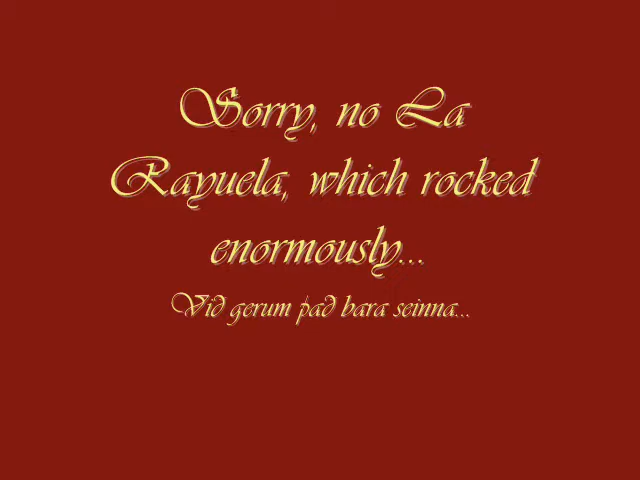 Sorry, no La
Rayuela, which rocked
enormously...
Við gerum það bara seinna...